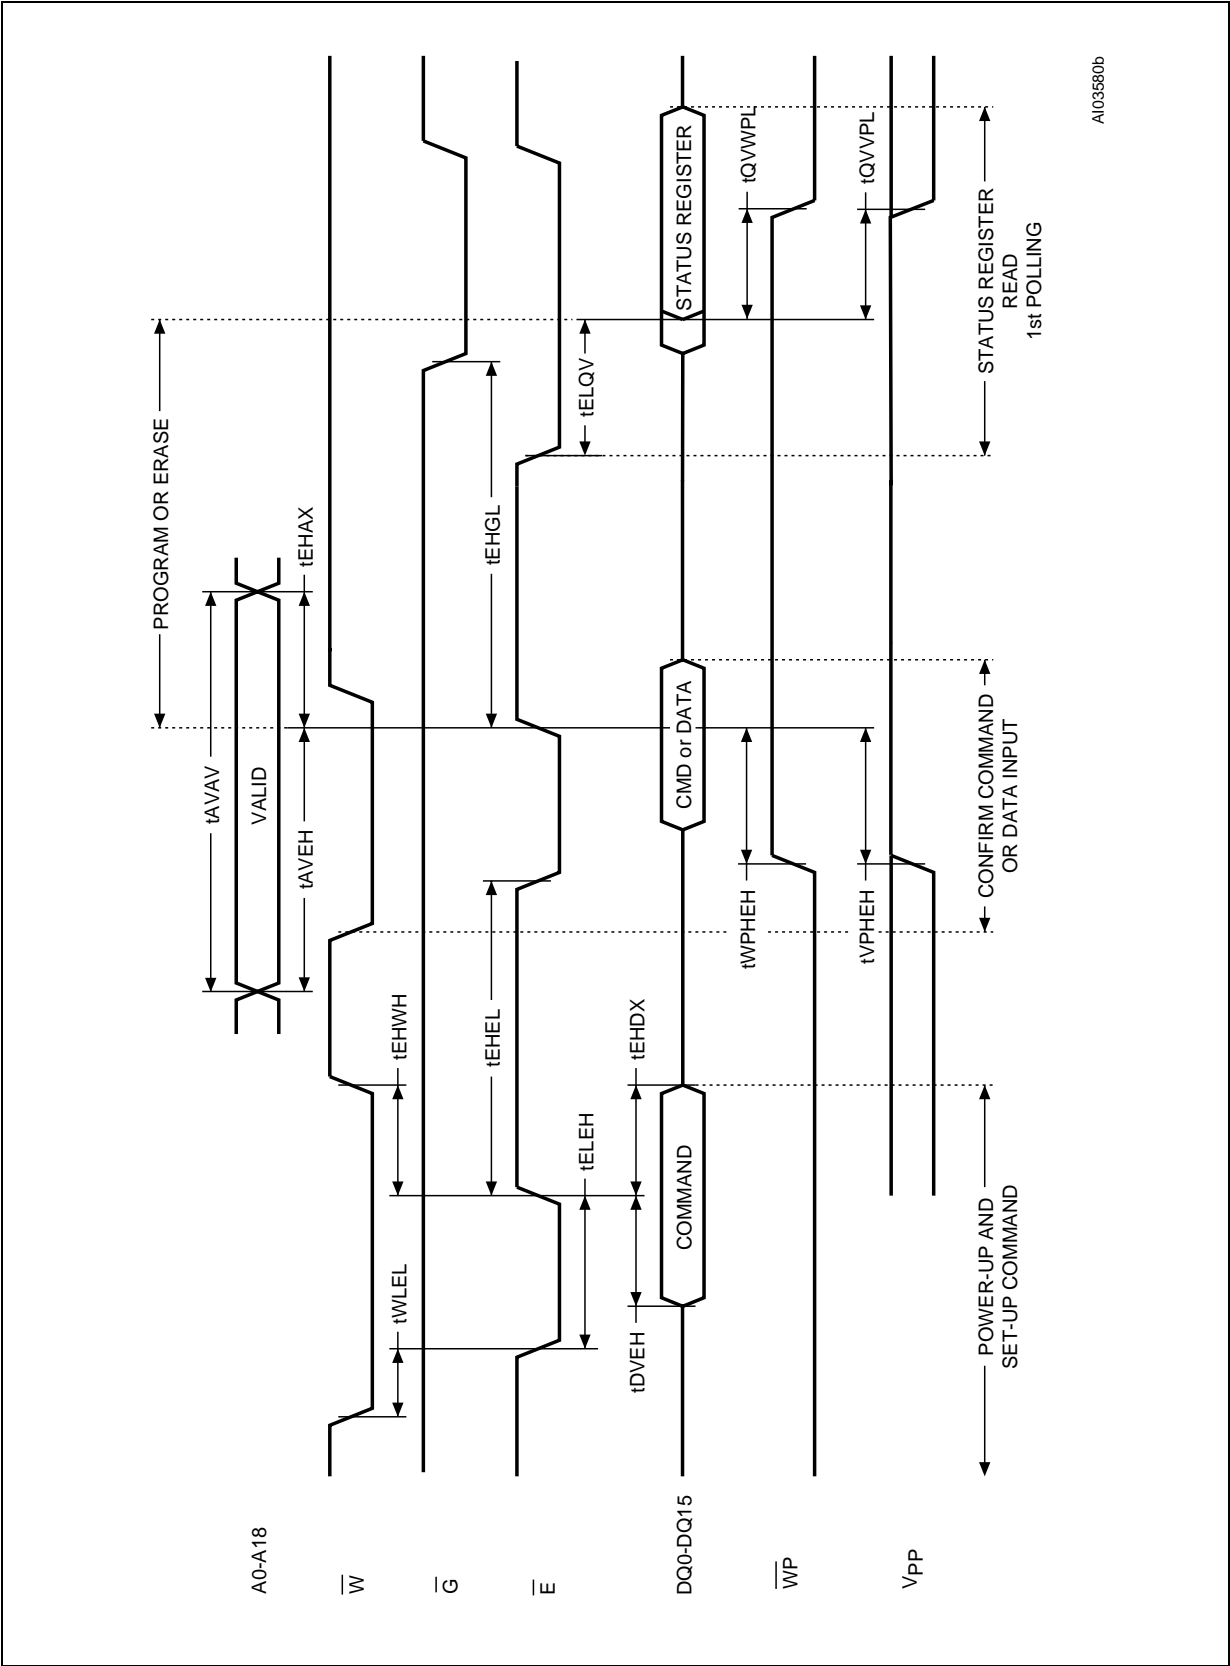 A0-A18
tAVAV
VALID
tAVEH
tEHAX
PROGRAM OR ERASE
W
tWLEL
tEHWH
G
tEHEL
tEHGL
E
tELEH
tELQV
tDVEH
tEHDX
DQ0-DQ15
COMMAND
CMD or DATA
STATUS REGISTER
tWPHEH
tQVWPL
WP
tVPHEH
tQVVPL
VPP
POWER-UP AND
SET-UP COMMAND
CONFIRM COMMAND
OR DATA INPUT
STATUS REGISTER
READ
1st POLLING
AI03580b